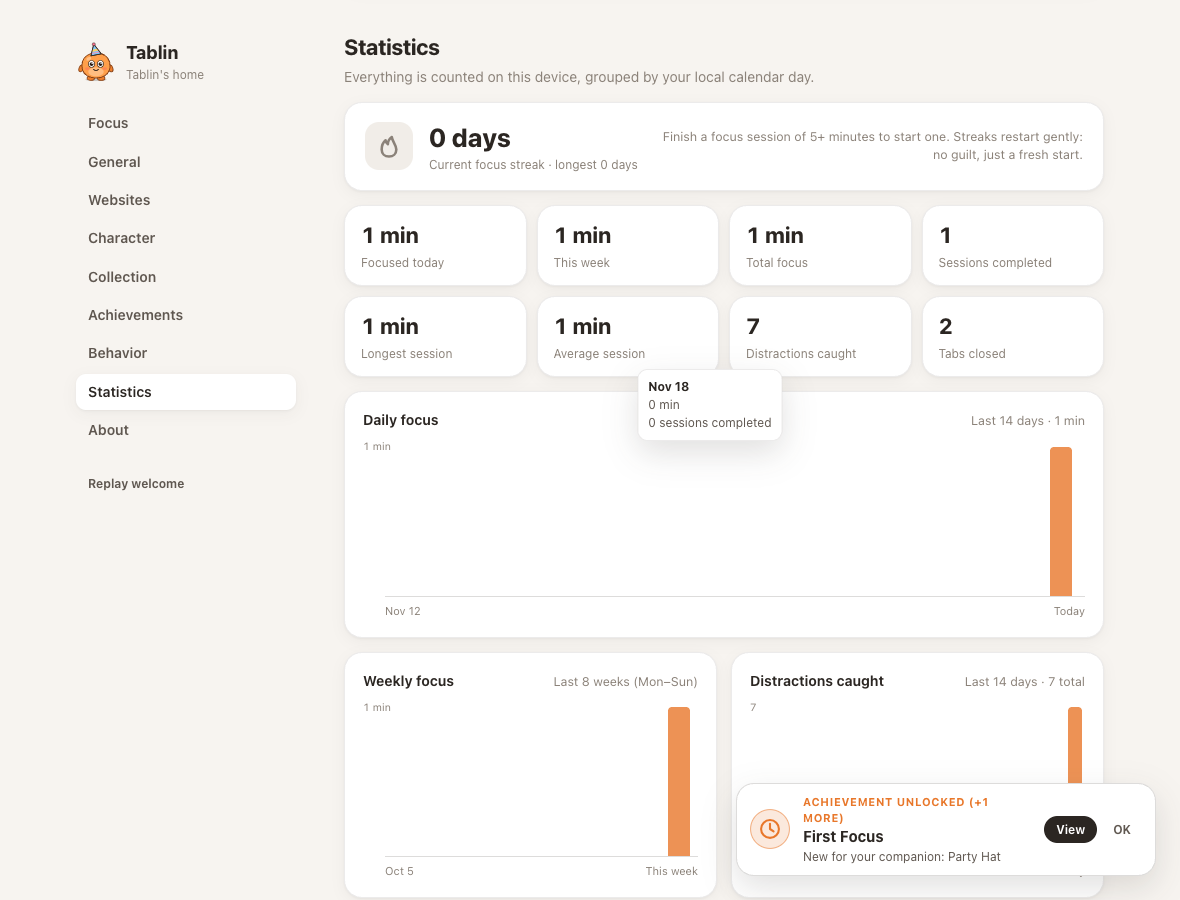 Tablin
Tablin's home
Focus
General
Websites
Character
Collection
Achievements
Behavior
Statistics
About
Replay welcome
Statistics
Everything is counted on this device, grouped by your local calendar day.
0 days
Current focus streak · longest 0 days
Finish a focus session of 5+ minutes to start one. Streaks restart gently:
no guilt, just a fresh start.
1 min
Focused today
1 min
This week
1 min
Total focus
1
Sessions completed
1 min
Longest session
1 min
Average session
7
Distractions caught
2
Tabs closed
Nov 18
0 min
0 sessions completed
Daily focus
Last 14 days · 1 min
1 min
Nov 12
Today
Weekly focus
Last 8 weeks (Mon–Sun)
1 min
Oct 5
This week
Distractions caught
Last 14 days · 7 total
7
ACHIEVEMENT UNLOCKED (+1
MORE)
First Focus
New for your companion: Party Hat
View
OK